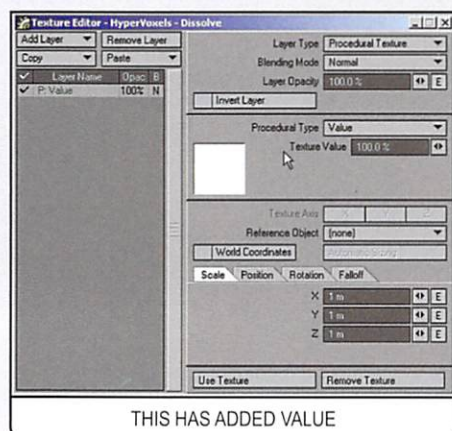 Texture Editor - HyperVoxels - Dissolve
Add Layer Remove Layer
Copy Paste
Layer Name Opac B
P: Value 100% N
Layer Type Procedural Texture
Blending Mode Normal
Layer Opacity 100.0 % E
Invert Layer
Procedural Type Value
Texture Value 100.0 %
Texture Axis X Y Z
Reference Object (none)
World Coordinates Automatic Sizing
Scale Position Rotation Falloff
X 1 m E
Y 1 m E
Z 1 m E
Use Texture Remove Texture
THIS HAS ADDED VALUE